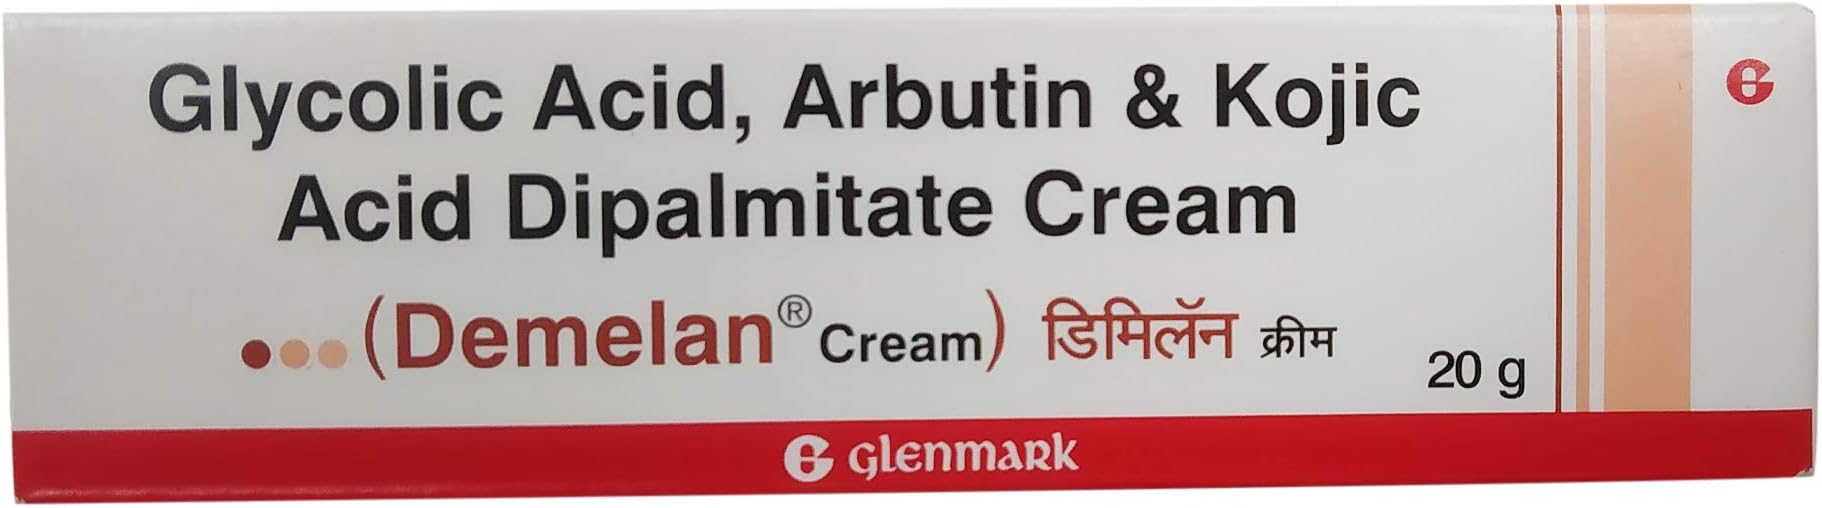 Glycolic Acid, Arbutin & Kojic
Acid Dipalmitate Cream
(Demelan® Cream) डिमिलॅन क्रीम
20 g
glenmark